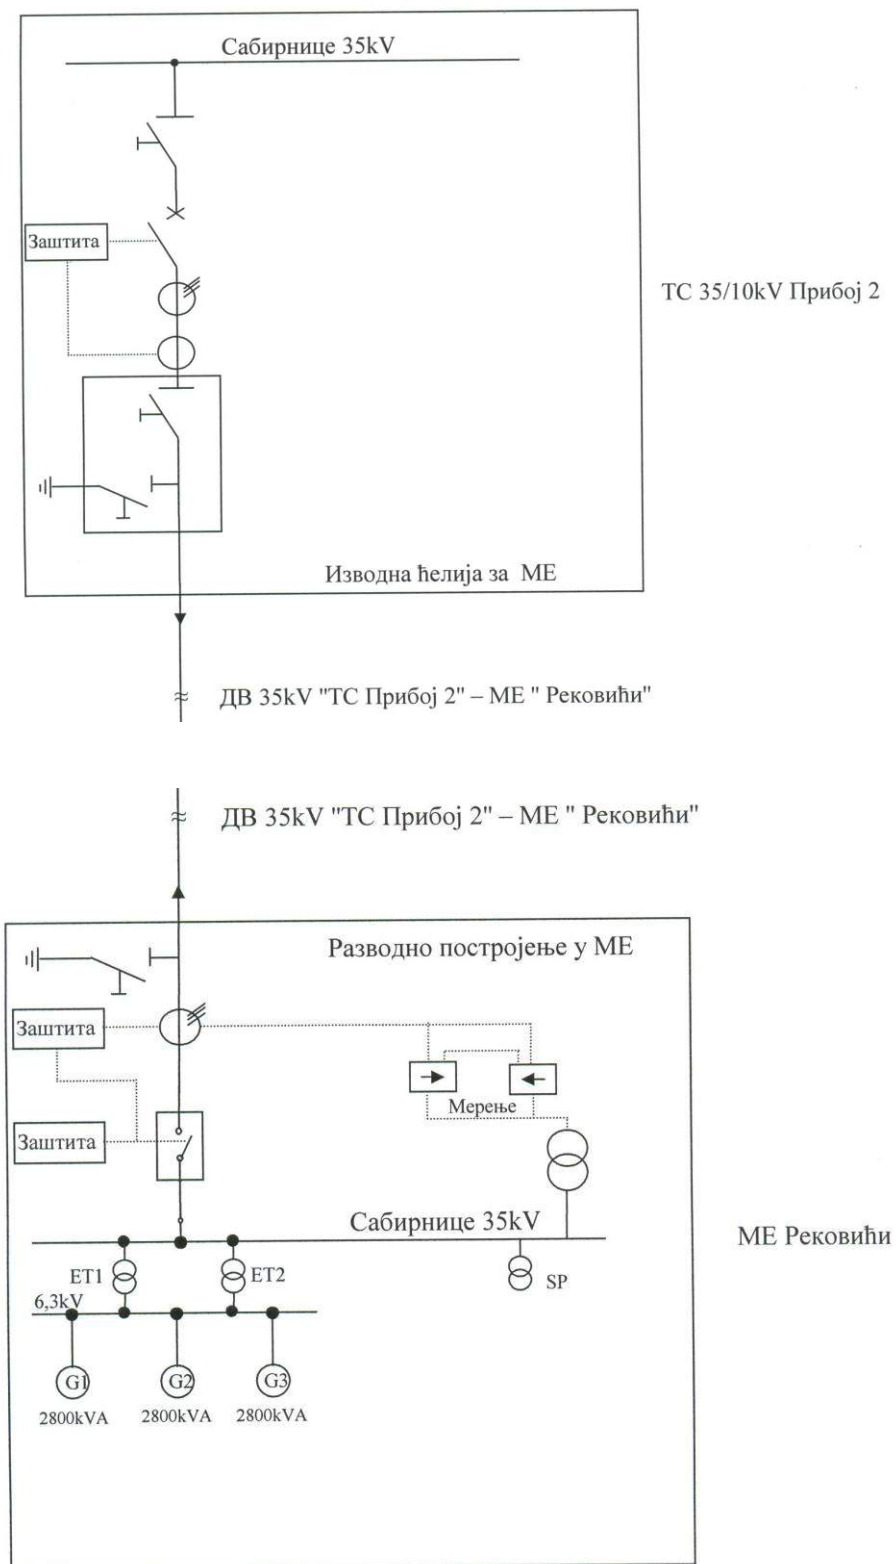 Сабирнице 35kV
Заштита
ТС 35/10kV Прибој 2
Изводна ћелија за МЕ
ДВ 35kV "ТС Прибој 2" – МЕ " Рековићи"
ДВ 35kV "ТС Прибој 2" – МЕ " Рековићи"
Разводно постројење у МЕ
Заштита
Мерење
Заштита
Сабирнице 35kV
МЕ Рековићи
ЕТ1
ЕТ2
SP
6,3kV
G1
G2
G3
2800kVA
2800kVA
2800kVA